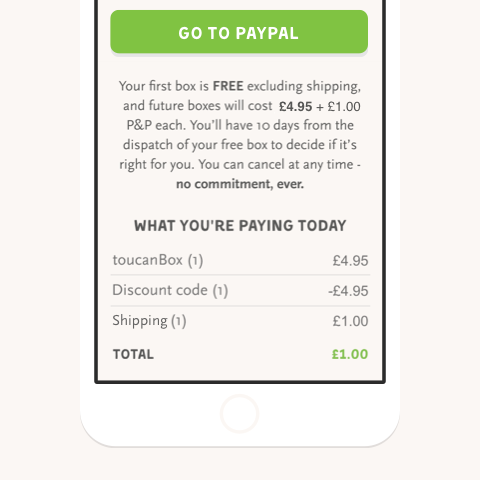 GO TO PAYPAL
Your first box is FREE excluding shipping,
and future boxes will cost £4.95 + £1.00
P&P each. You'll have 10 days from the
dispatch of your free box to decide if it's
right for you. You can cancel at any time -
no commitment, ever.
WHAT YOU'RE PAYING TODAY
toucanBox (1) £4.95
Discount code (1) -£4.95
Shipping (1) £1.00
TOTAL £1.00